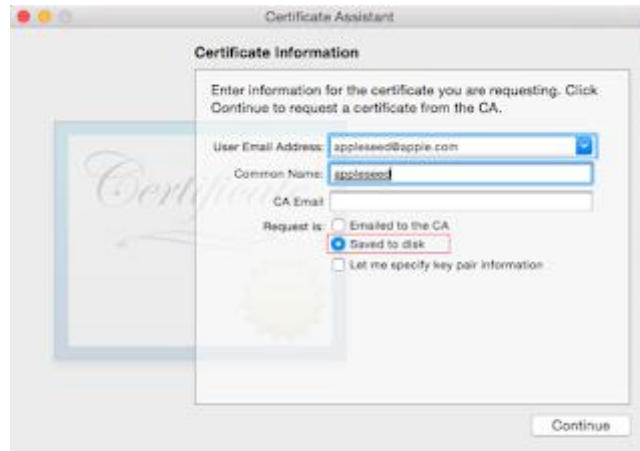 Certificate Assistant
Certificate Information
Enter information for the certificate you are requesting. Click
Continue to request a certificate from the CA.
User Email Address: appleseed@apple.com
Common Name: appleseed
CA Email
Request is: Emailed to the CA
Saved to disk
Let me specify key pair information
Certificate
Continue